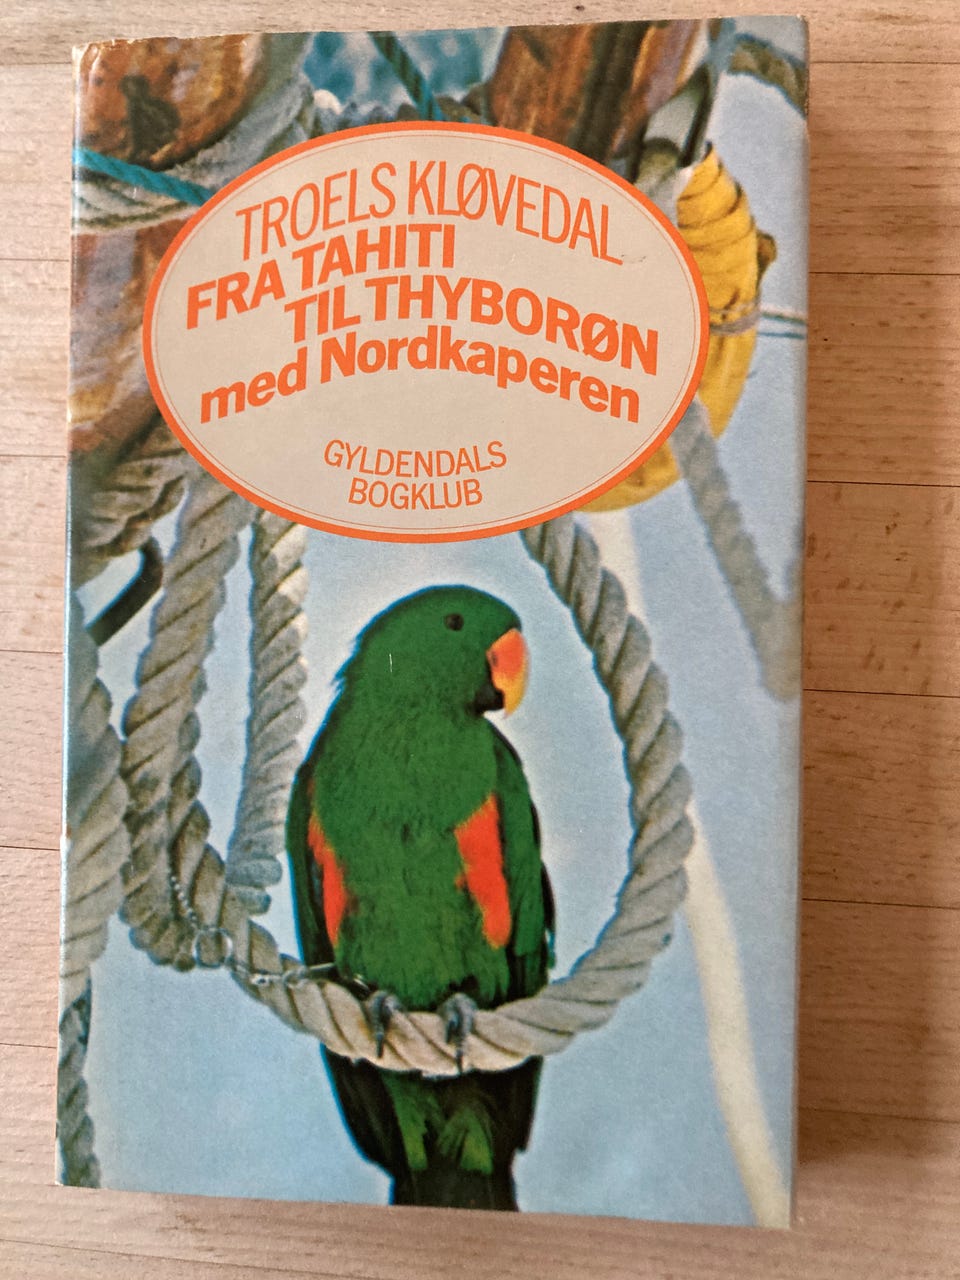 TROELS KLØVEDAL
FRA TAHITI
TIL THYBORØN
med Nordkaperen
GYLDENDALS
BOGKLUB